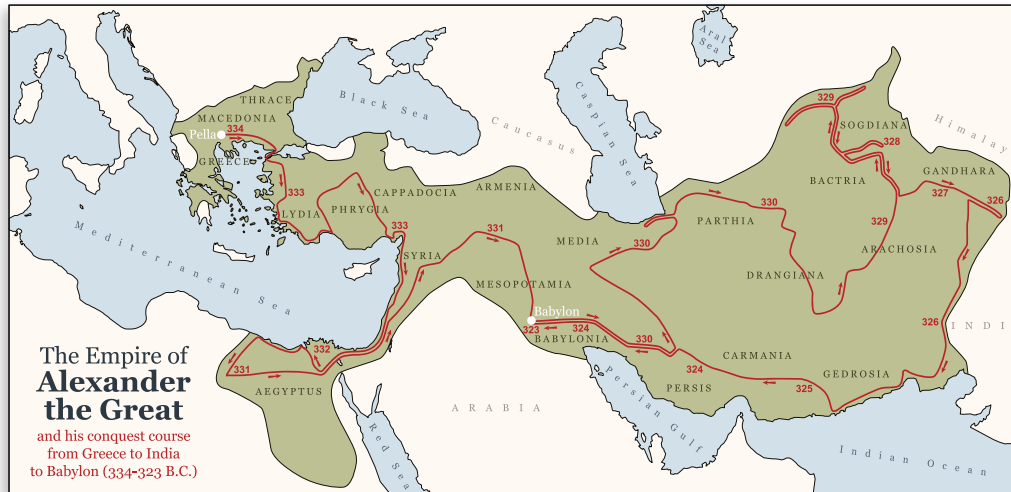 Aral
Sea
Black Sea
Caspian Sea
Caucasus
Himalay
THRACE
MACEDONIA
Pella
334
GREECE
329
SOGDIANA
328
BACTRIA
GANDHARA
327
326
333
LYDIA
PHRYGIA
CAPPADOCIA
ARMENIA
333
SYRIA
331
MEDIA
330
PARTHIA
330
329
ARACHOSIA
DRANGIANA
MESOPOTAMIA
Babylon
323
324
BABYLONIA
330
326
INDI
Mediterranean Sea
The Empire of
Alexander
the Great
and his conquest course
from Greece to India
to Babylon (334-323 B.C.)
332
331
AEGYPTUS
Red Sea
ARABIA
Persian Gulf
324
PERSIS
CARMANIA
325
GEDROSIA
Indian Ocean